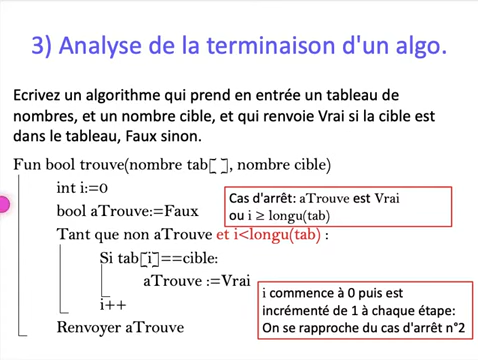 3) Analyse de la terminaison d'un algo.
Ecrivez un algorithme qui prend en entrée un tableau de
nombres, et un nombre cible, et qui renvoie Vrai si la cible est
dans le tableau, Faux sinon.
Fun bool trouve(nombre tab[ ], nombre cible)
int i:=0
bool aTrouve:=Faux
Cas d'arrêt: aTrouve est Vrai
ou i ≥ longu(tab)
Tant que non aTrouve et i<longu(tab) :
Si tab[i]==cible:
aTrouve :=Vrai
i++
i commence à 0 puis est
incrémenté de 1 à chaque étape:
On se rapproche du cas d'arrêt n°2
Renvoyer aTrouve